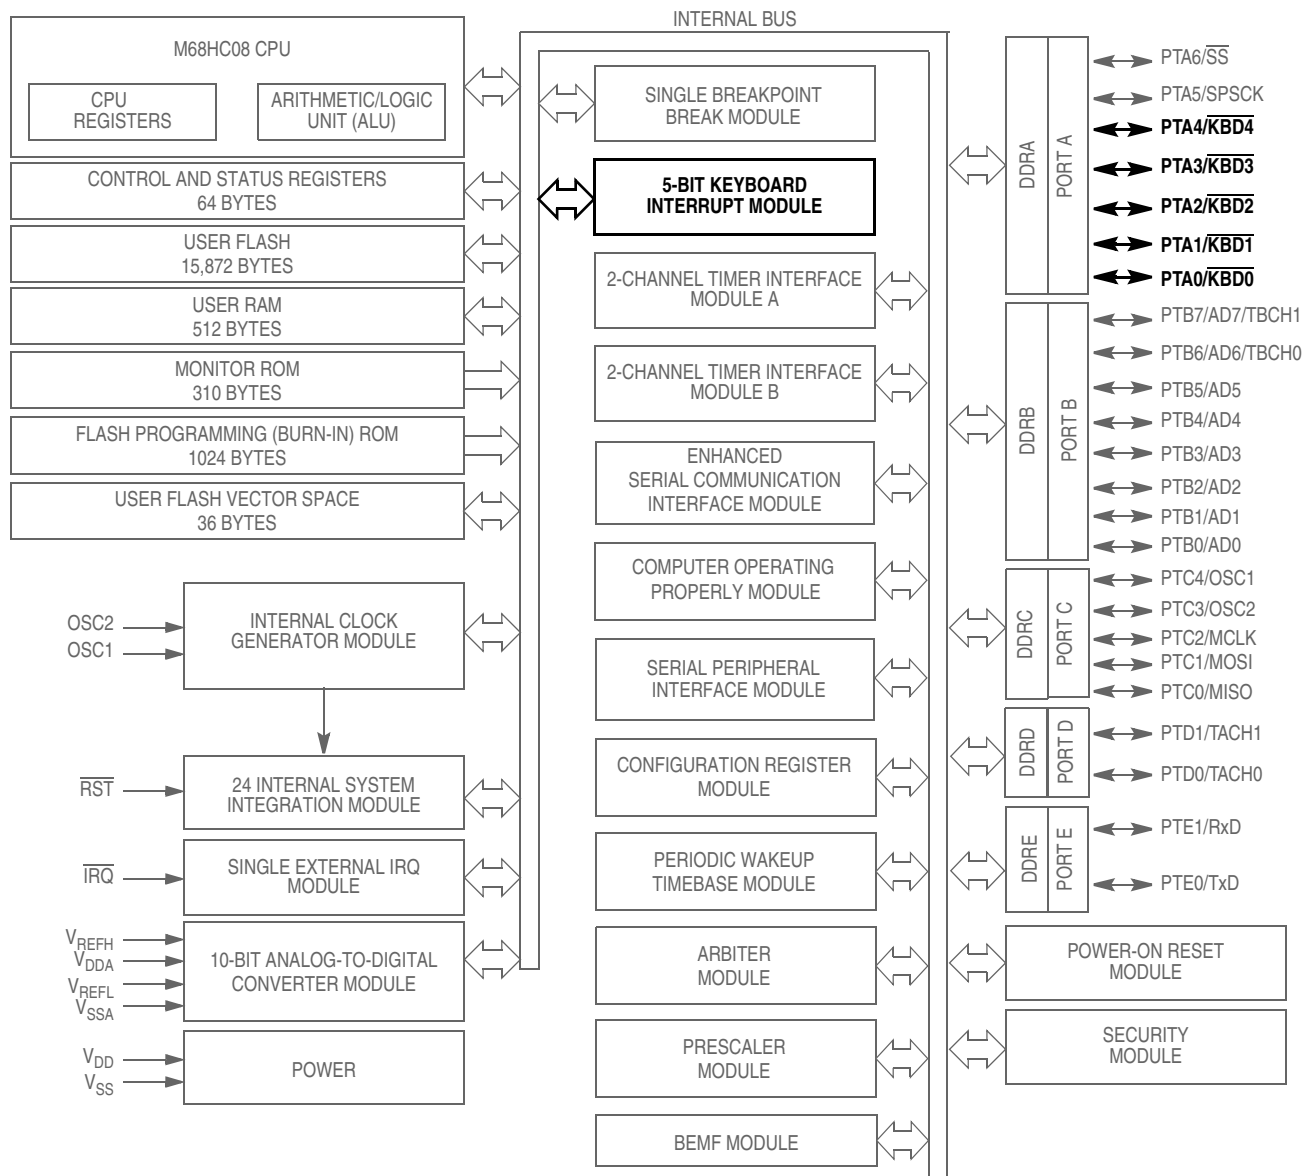 INTERNAL BUS
M68HC08 CPU
CPU
REGISTERS
ARITHMETIC/LOGIC
UNIT (ALU)
CONTROL AND STATUS REGISTERS
64 BYTES
USER FLASH
15,872 BYTES
USER RAM
512 BYTES
MONITOR ROM
310 BYTES
FLASH PROGRAMMING (BURN-IN) ROM
1024 BYTES
USER FLASH VECTOR SPACE
36 BYTES
OSC2
OSC1
INTERNAL CLOCK
GENERATOR MODULE
RST
24 INTERNAL SYSTEM
INTEGRATION MODULE
IRQ
SINGLE EXTERNAL IRQ
MODULE
VREFH
VDDA
VREFL
VSSA
10-BIT ANALOG-TO-DIGITAL
CONVERTER MODULE
VDD
VSS
POWER
SINGLE BREAKPOINT
BREAK MODULE
5-BIT KEYBOARD
INTERRUPT MODULE
2-CHANNEL TIMER INTERFACE
MODULE A
2-CHANNEL TIMER INTERFACE
MODULE B
ENHANCED
SERIAL COMMUNICATION
INTERFACE MODULE
COMPUTER OPERATING
PROPERLY MODULE
SERIAL PERIPHERAL
INTERFACE MODULE
CONFIGURATION REGISTER
MODULE
PERIODIC WAKEUP
TIMEBASE MODULE
ARBITER
MODULE
PRESCALER
MODULE
BEMF MODULE
DDRA
PORT A
PTA6/SS
PTA5/SPSCK
PTA4/KBD4
PTA3/KBD3
PTA2/KBD2
PTA1/KBD1
PTA0/KBD0
DDRB
PORT B
PTB7/AD7/TBCH1
PTB6/AD6/TBCH0
PTB5/AD5
PTB4/AD4
PTB3/AD3
PTB2/AD2
PTB1/AD1
PTB0/AD0
DDRC
PORT C
PTC4/OSC1
PTC3/OSC2
PTC2/MCLK
PTC1/MOSI
PTC0/MISO
DDRD
PORT D
PTD1/TACH1
PTD0/TACH0
DDRE
PORT E
PTE1/RxD
PTE0/TxD
POWER-ON RESET
MODULE
SECURITY
MODULE